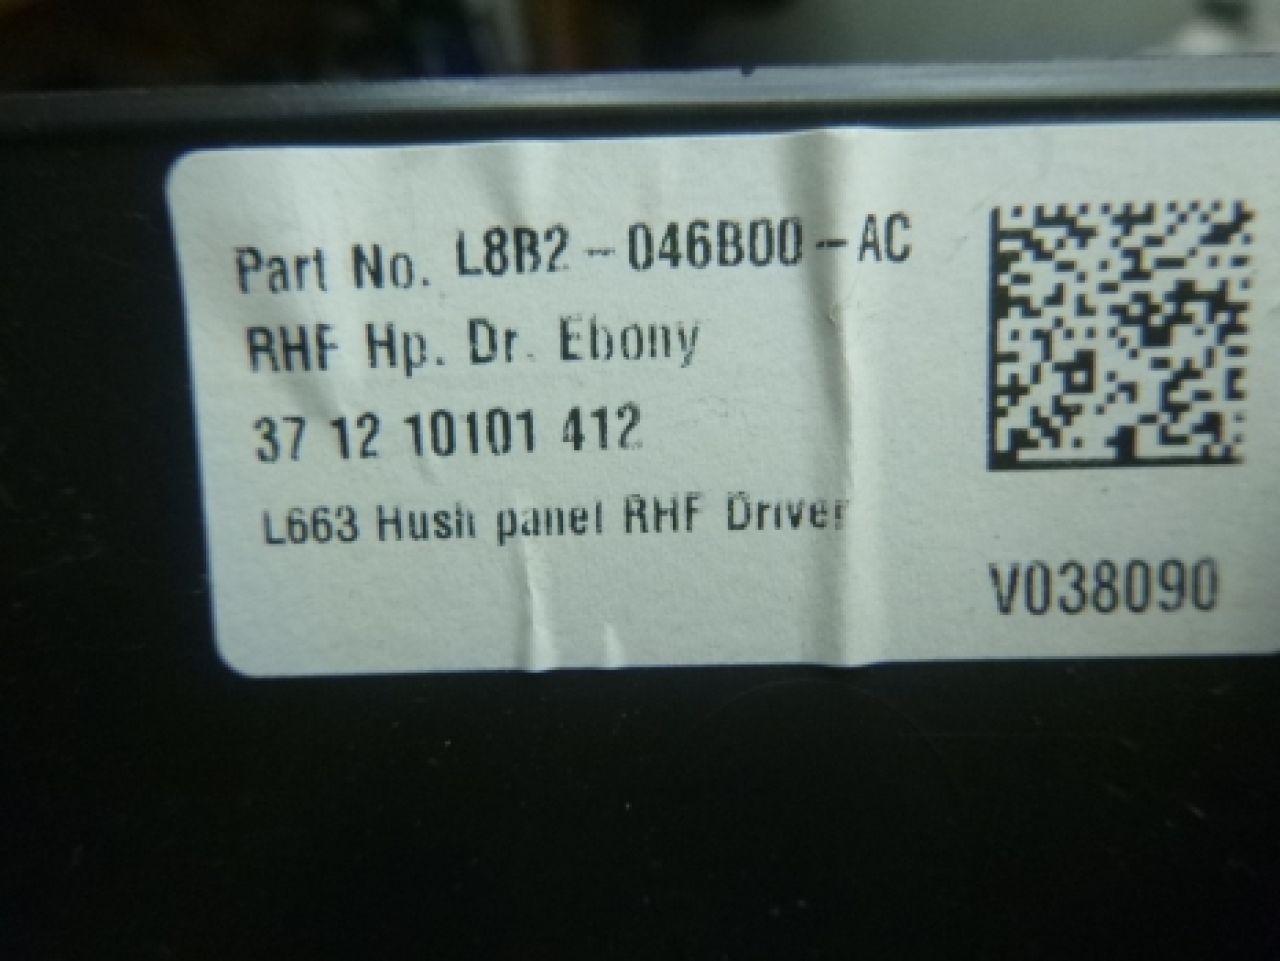 Part No. L8B2-046B00-AC
RHF Hp. Dr. Ebony
37 12 10101 412
L663 Hush panel RHF Driver
V038090